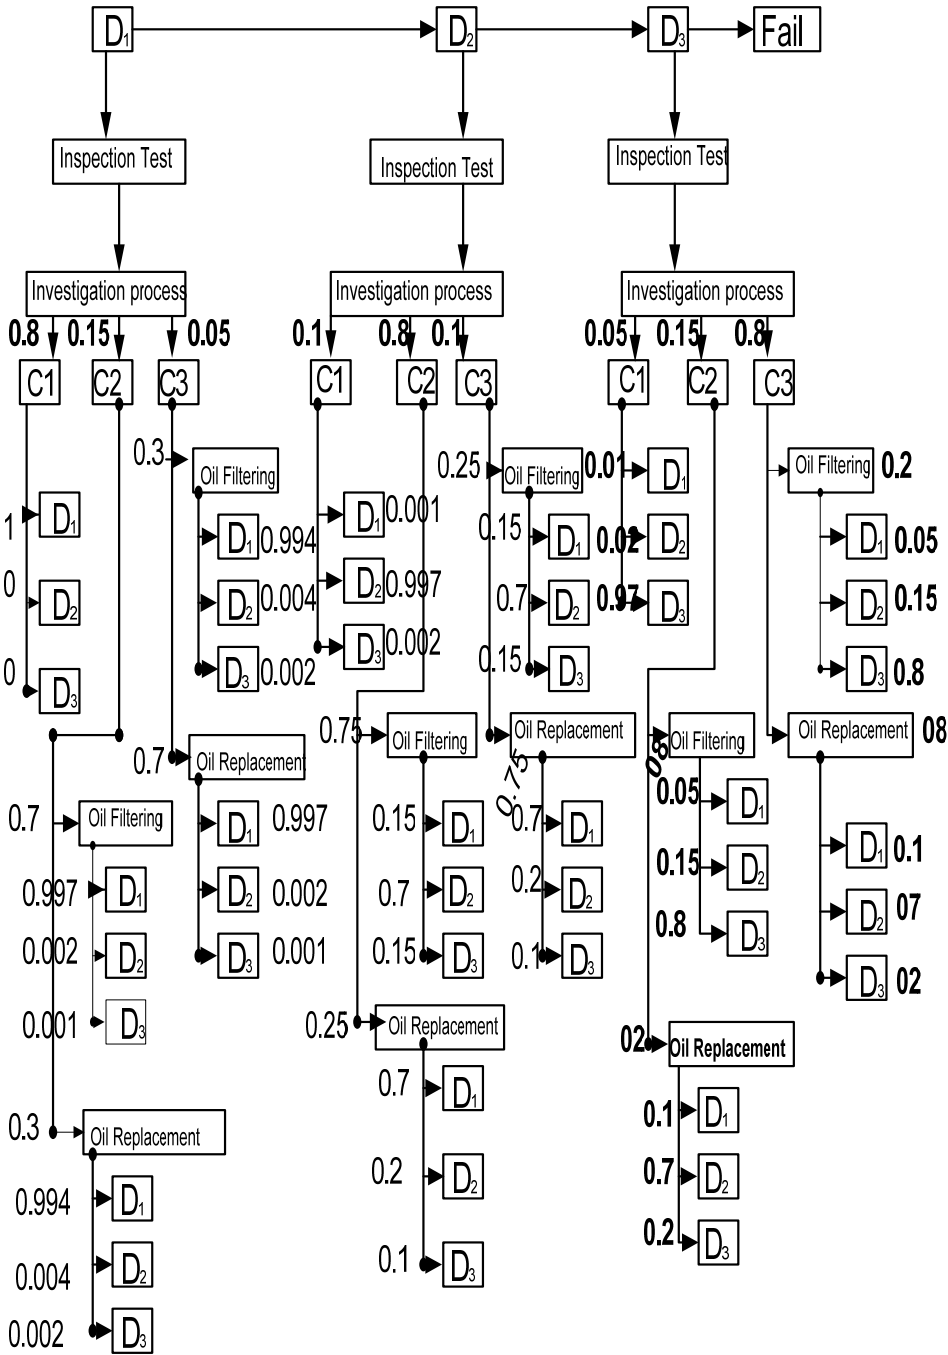 D1 D2 D3 Fail
Inspection Test Inspection Test Inspection Test
Investigation process Investigation process Investigation process
0.8 0.15 0.05 0.1 0.8 0.1 0.05 0.15 0.8
C1 C2 C3 C1 C2 C3 C1 C2 C3
0.3 Oil Filtering 0.25 Oil Filtering 0.01 D1 Oil Filtering 0.2
1 D1 D1 0.994 D1 0.001 0.15 D1 0.02 D2 D1 0.05
0 D2 D2 0.004 D2 0.997 0.7 D2 0.97 D3 D2 0.15
0 D3 D3 0.002 D3 0.002 0.15 D3 D3 0.8
0.7 Oil Replacement 0.75 Oil Filtering 0.75 Oil Replacement 08 Oil Filtering Oil Replacement 08
0.7 Oil Filtering D1 0.997 0.15 D1 0.7 D1 0.05 D1 D1 0.1
0.997 D1 D2 0.002 0.7 D2 0.2 D2 0.15 D2 D2 07
0.002 D2 D3 0.001 0.15 D3 0.1 D3 0.8 D3 D3 02
0.001 D3 0.25 Oil Replacement 02 Oil Replacement
0.3 Oil Replacement 0.7 D1 0.1 D1
0.994 D1 0.2 D2 0.7 D2
0.004 D2 0.1 D3 0.2 D3
0.002 D3